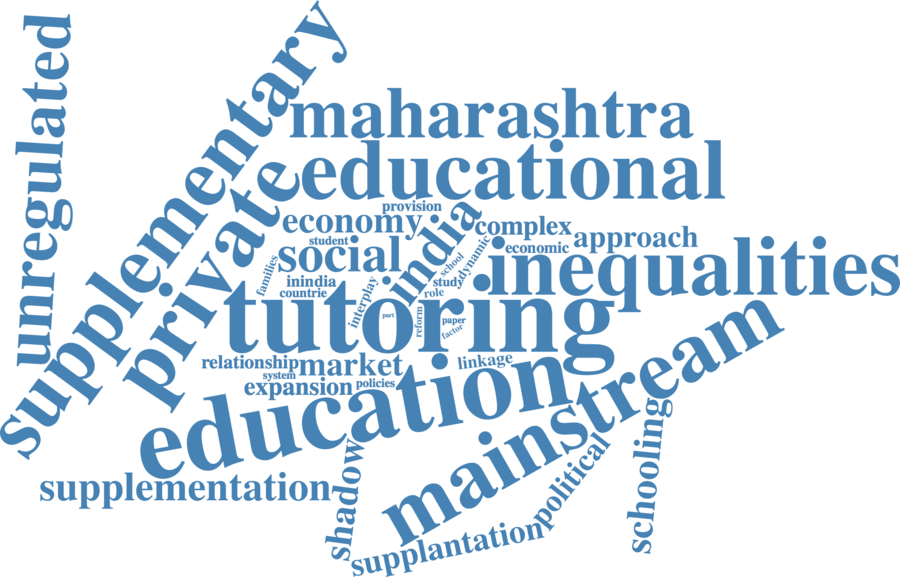 unregulated
supplementary
private
maharashtra
educational
provision
economy
india
complex
student
social
dynamic
economic
approach
school
inequalities
families
inindia
study
countrie
interplay
role
tutoring
part
reform
paper
factor
relationship
market
linkage
system
expansion
policies
education
mainstream
supplementation
shadow
political
schooling
supplantation